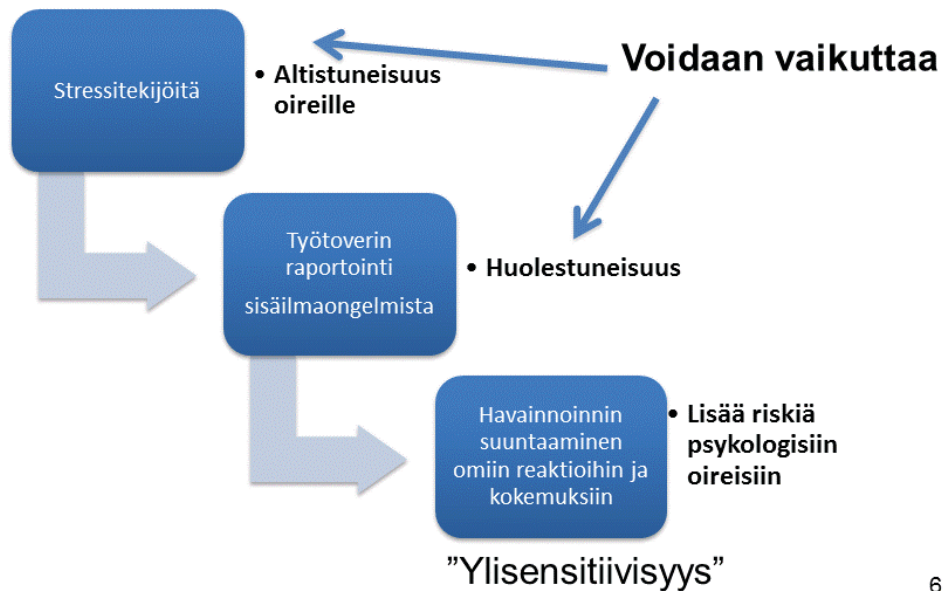 Stressitekijöitä
• Altistuneisuus
oireille
Voidaan vaikuttaa
Työtoverin
raportointi
sisäilmaongelmista
• Huolestuneisuus
Havainnoinnin
suuntaaminen
omiin reaktioihin ja
kokemuksiin
• Lisää riskiä
psykologisiin
oireisiin
”Ylisensitiivisyys”
6